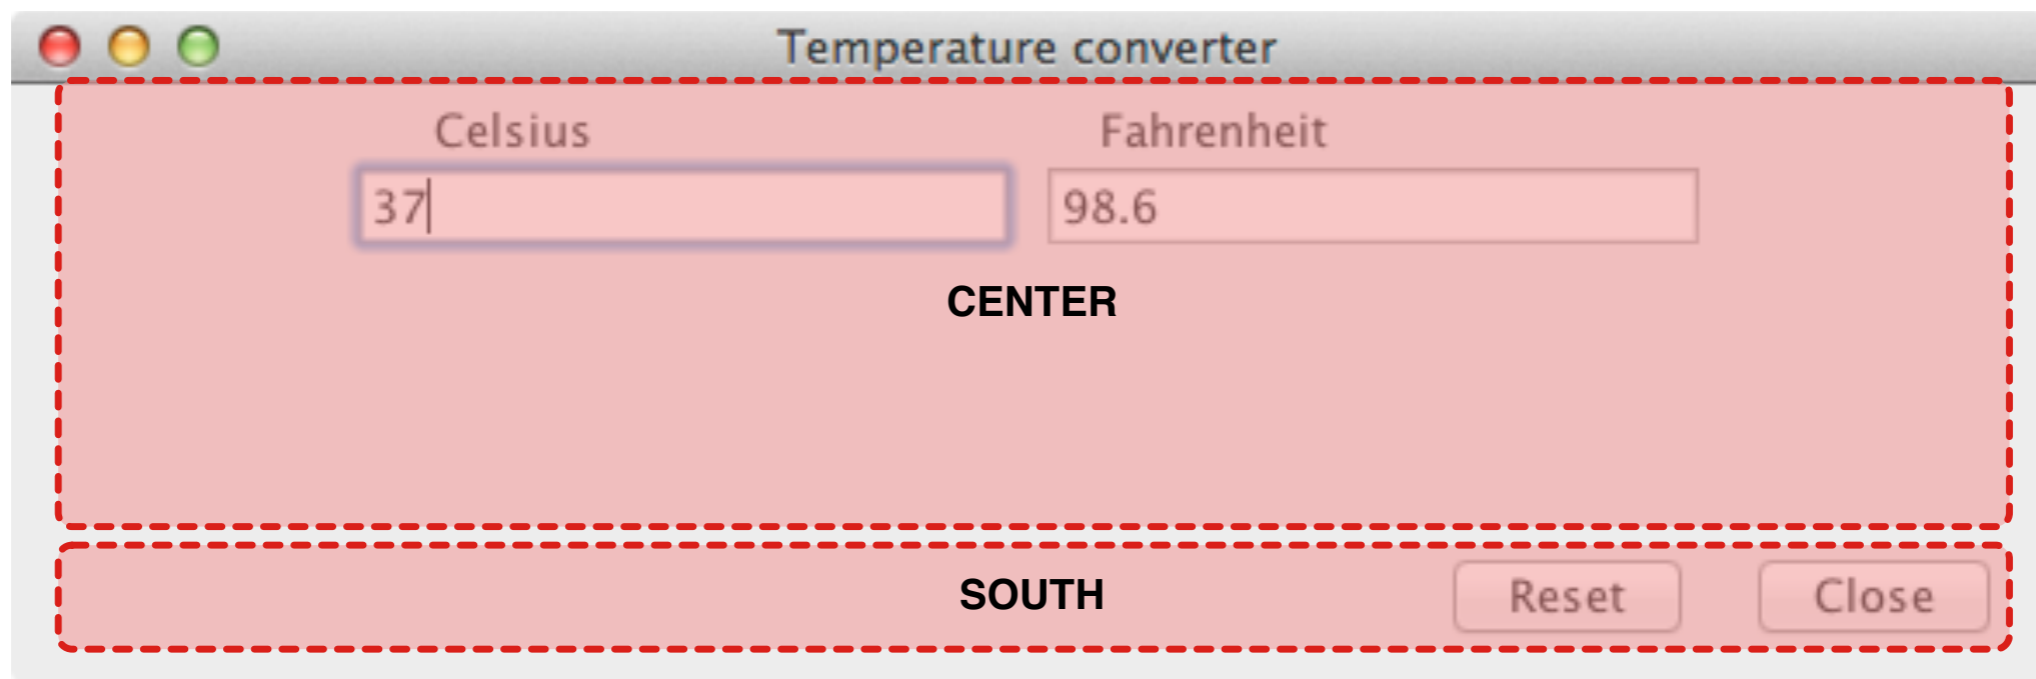 Temperature converter
Celsius Fahrenheit
37 98.6
CENTER
SOUTH Reset Close